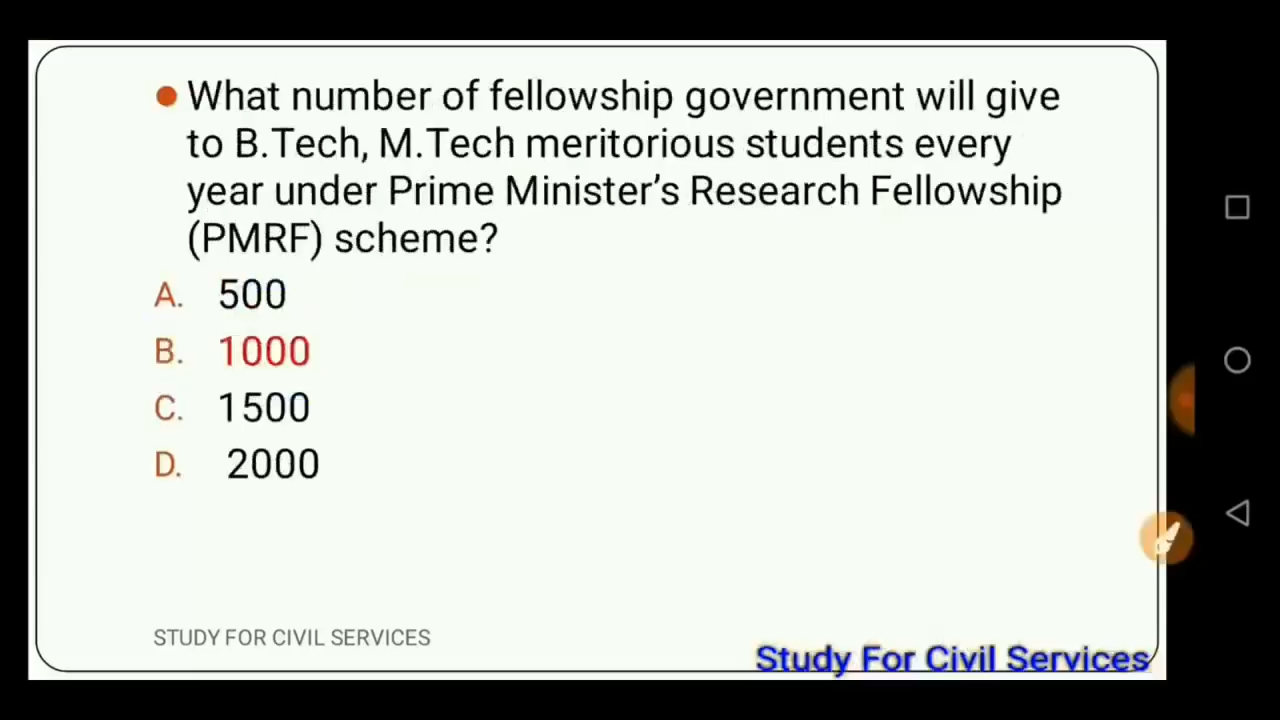 What number of fellowship government will give
to B.Tech, M.Tech meritorious students every
year under Prime Minister’s Research Fellowship
(PMRF) scheme?
A. 500
B. 1000
C. 1500
D. 2000
STUDY FOR CIVIL SERVICES
Study For Civil Services